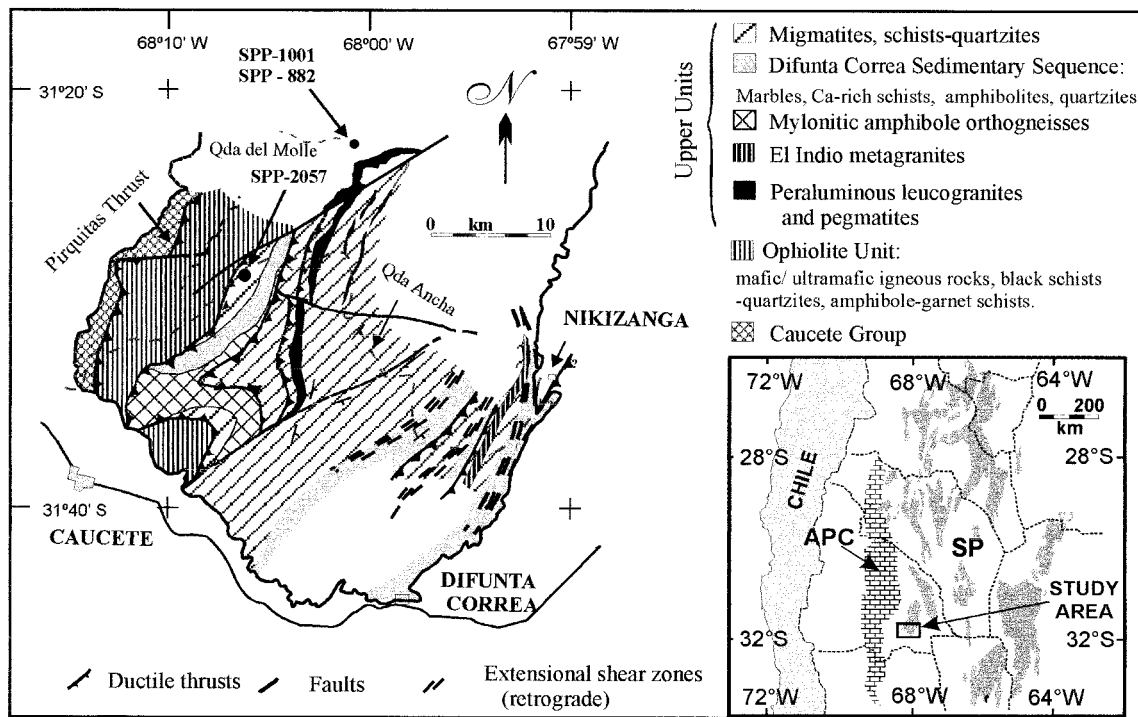 68°10' W
68°00' W
67°59' W
SPP-1001
SPP - 882
31°20' S
N
Qda del Molle
SPP-2057
Pirquitas Thrust
0 km 10
Qda Ancha
NIKIZANGA
31°40' S
CAUCETE
DIFUNTA
CORREA
Ductile thrusts
Faults
Extensional shear zones
(retrograde)
Upper Units
Migmatites, schists-quartzites
Difunta Correa Sedimentary Sequence:
Marbles, Ca-rich schists, amphibolites, quartzites
Mylonitic amphibole orthogneisses
El Indio metagranites
Peraluminous leucogranites
and pegmatites
Ophiolite Unit:
mafic/ ultramafic igneous rocks, black schists
-quartzites, amphibole-garnet schists.
Caucete Group
72°W
68°W
64°W
0 200
km
28°S
28°S
CHILE
APC
SP
STUDY
AREA
32°S
32°S
72°W
68°W
64°W